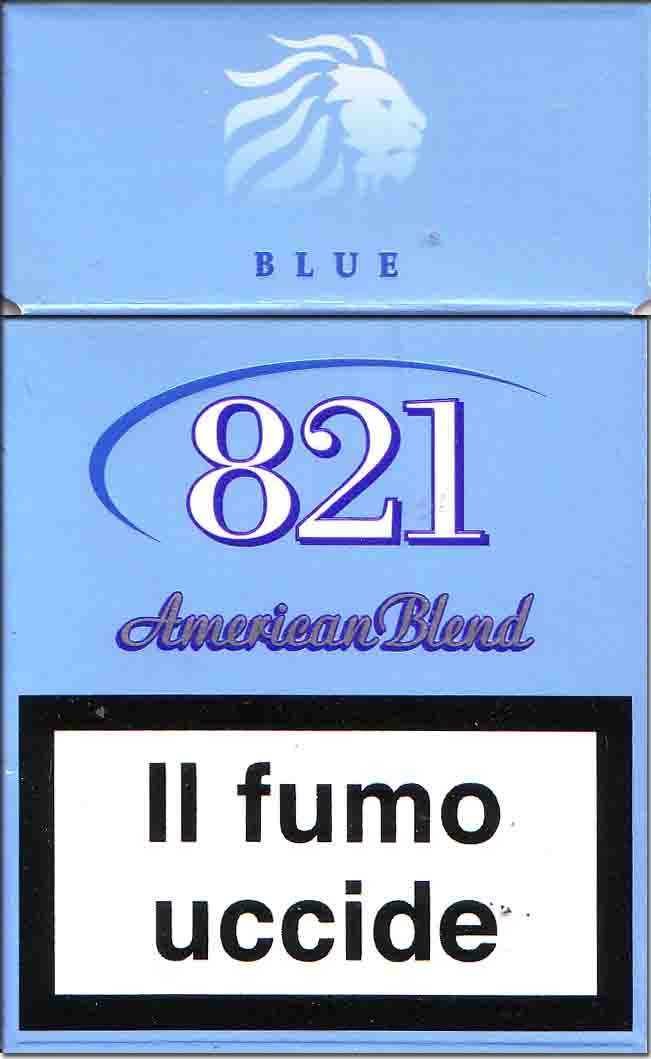 BLUE
821
American Blend
Il fumo
uccide